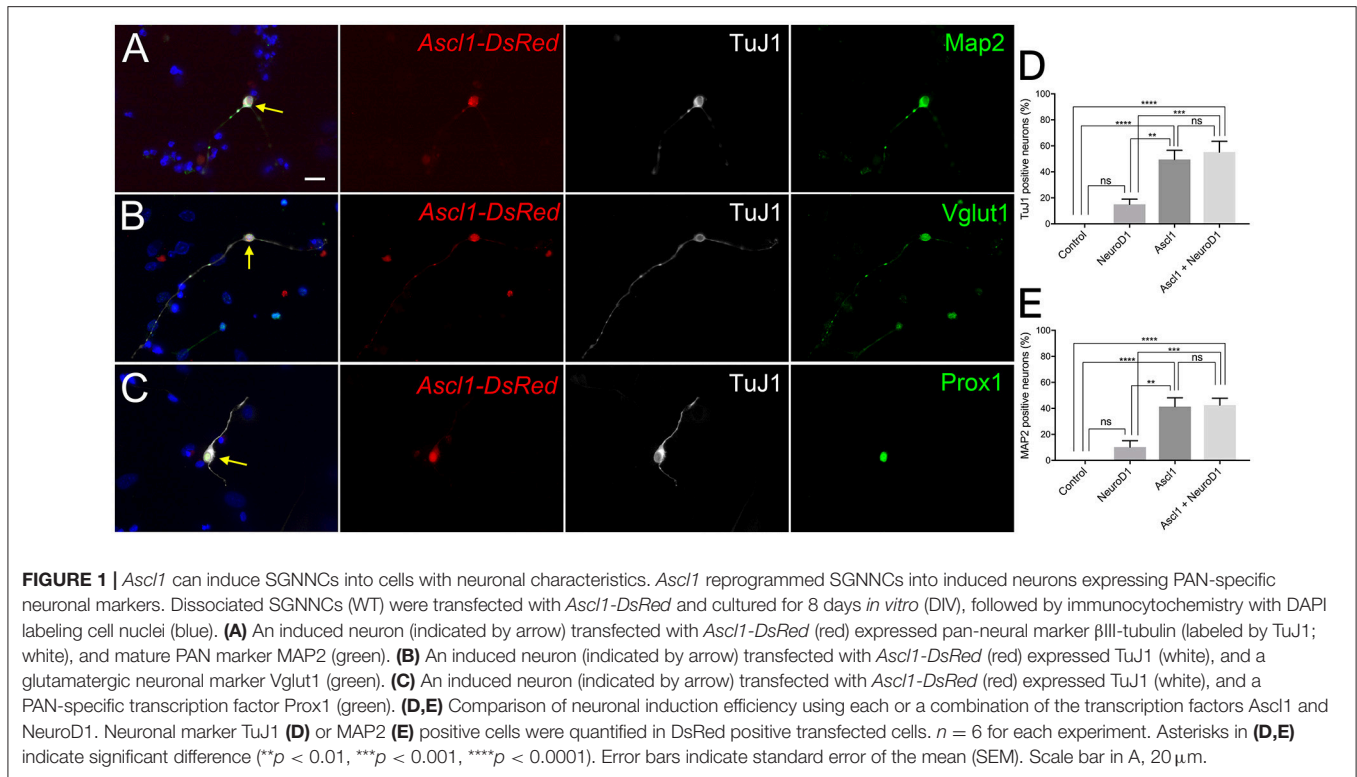 A
Ascl1-DsRed
TuJ1
Map2
B
Ascl1-DsRed
TuJ1
Vglut1
C
Ascl1-DsRed
TuJ1
Prox1
D
TuJ1 positive neurons (%)
100
80
60
40
20
0
****
***
****
ns
**
ns
Control
NeuroD1
Ascl1
Ascl1 + NeuroD1
E
MAP2 positive neurons (%)
100
80
60
40
20
0
****
***
****
ns
**
ns
Control
NeuroD1
Ascl1
Ascl1 + NeuroD1
FIGURE 1 | Ascl1 can induce SGNNCs into cells with neuronal characteristics. Ascl1 reprogrammed SGNNCs into induced neurons expressing PAN-specific
neuronal markers. Dissociated SGNNCs (WT) were transfected with Ascl1-DsRed and cultured for 8 days in vitro (DIV), followed by immunocytochemistry with DAPI
labeling cell nuclei (blue). (A) An induced neuron (indicated by arrow) transfected with Ascl1-DsRed (red) expressed pan-neural marker βIII-tubulin (labeled by TuJ1;
white), and mature PAN marker MAP2 (green). (B) An induced neuron (indicated by arrow) transfected with Ascl1-DsRed (red) expressed TuJ1 (white), and a
glutamatergic neuronal marker Vglut1 (green). (C) An induced neuron (indicated by arrow) transfected with Ascl1-DsRed (red) expressed TuJ1 (white), and a
PAN-specific transcription factor Prox1 (green). (D,E) Comparison of neuronal induction efficiency using each or a combination of the transcription factors Ascl1 and
NeuroD1. Neuronal marker TuJ1 (D) or MAP2 (E) positive cells were quantified in DsRed positive transfected cells. n = 6 for each experiment. Asterisks in (D,E)
indicate significant difference (**p < 0.01, ***p < 0.001, ****p < 0.0001). Error bars indicate standard error of the mean (SEM). Scale bar in A, 20 μm.